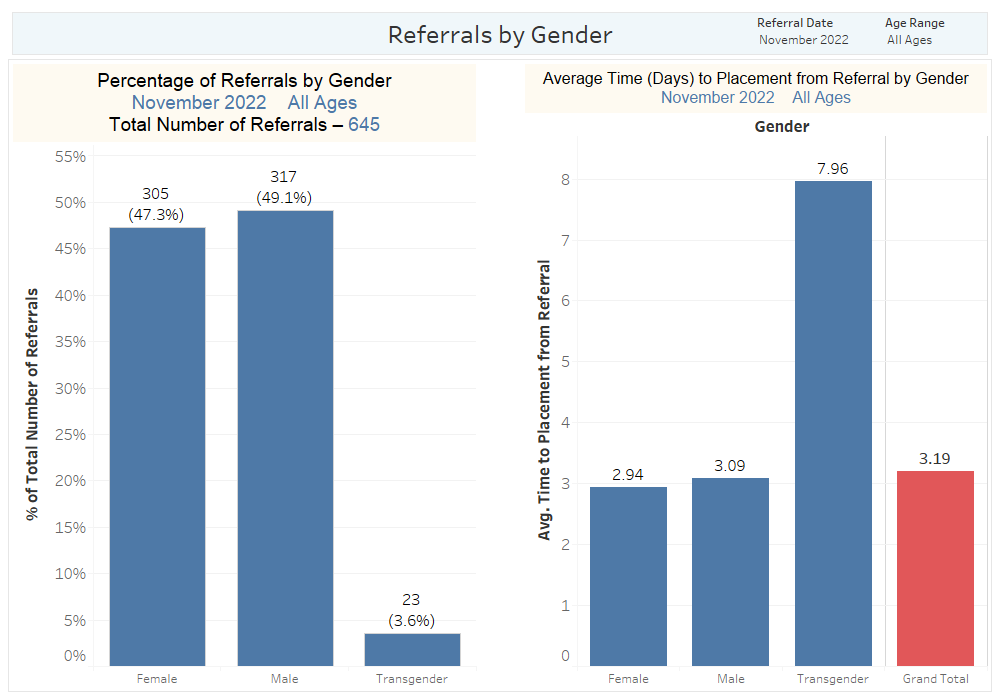 Referrals by Gender
Referral Date
November 2022
Age Range
All Ages
Percentage of Referrals by Gender
November 2022 All Ages
Total Number of Referrals – 645
% of Total Number of Referrals
55%
50%
45%
40%
35%
30%
25%
20%
15%
10%
5%
0%
305
(47.3%)
317
(49.1%)
23
(3.6%)
Female Male Transgender
Average Time (Days) to Placement from Referral by Gender
November 2022 All Ages
Gender
Avg. Time to Placement from Referral
8
7
6
5
4
3
2
1
0
2.94
3.09
7.96
3.19
Female Male Transgender Grand Total